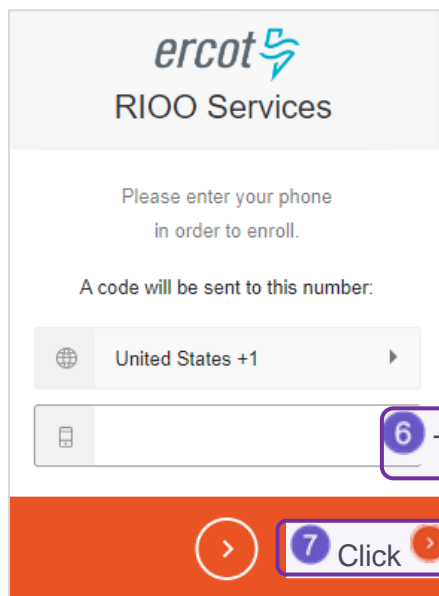 ercot
RIOO Services
Please enter your phone
in order to enroll.
A code will be sent to this number:
United States +1
6
7 Click